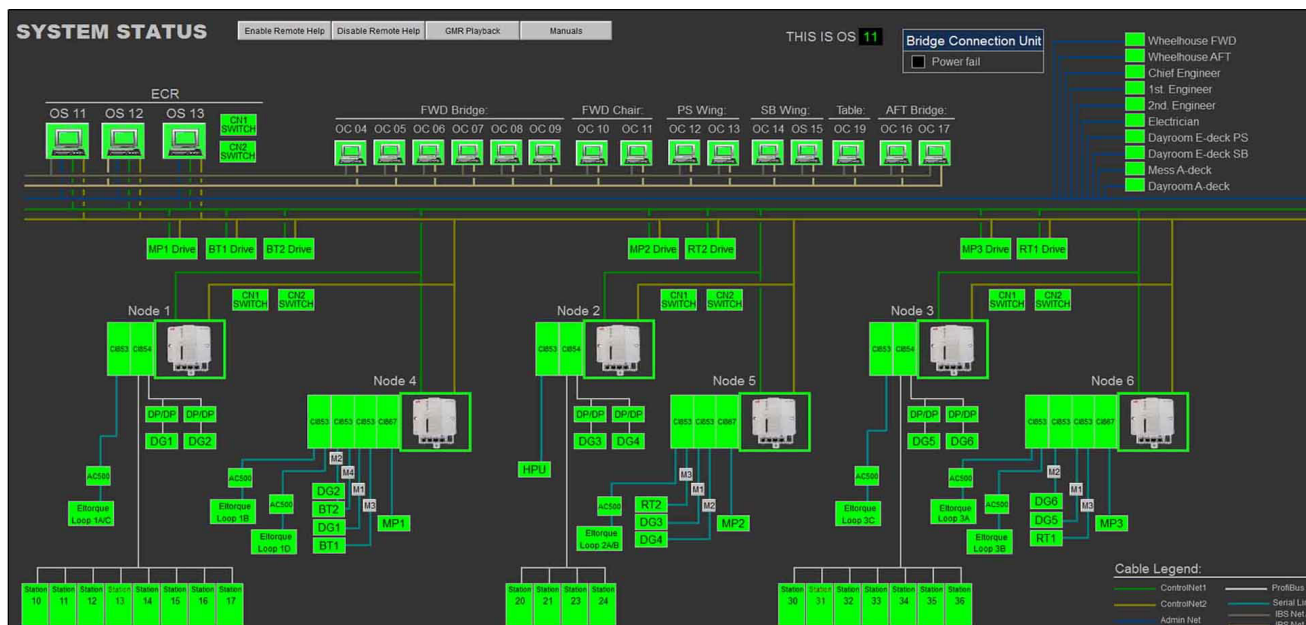 SYSTEM STATUS
Enable Remote Help
Disable Remote Help
GMR Playback
Manuals
THIS IS OS 11
Bridge Connection Unit
Power fail
Wheelhouse FWD
Wheelhouse AFT
Chief Engineer
1st. Engineer
2nd. Engineer
Electrician
Dayroom E-deck PS
Dayroom E-deck SB
Mess A-deck
Dayroom A-deck
ECR
OS 11 OS 12 OS 13
CN1
SWITCH
CN2
SWITCH
FWD Bridge: FWD Chair: PS Wing: SB Wing: Table: AFT Bridge:
OC 04 OC 05 OC 06 OC 07 OC 08 OC 09 OC 10 OC 11 OC 12 OC 13 OC 14 OS 15 OC 19 OC 16 OC 17
MP1 Drive BT1 Drive BT2 Drive MP2 Drive RT2 Drive MP3 Drive RT1 Drive
Node 1
CN1
SWITCH
CN2
SWITCH
CI853 CI854
DP/DP DP/DP
DG1 DG2
AC500
Eltorque
Loop 1A/C
Node 4
CI853 CI853 CI853 CI867
M2
M4
M1
M3
AC500
Eltorque
Loop 1B
AC500
Eltorque
Loop 1D
DG2
BT2
DG1
BT1
MP1
Station
10
Station
11
Station
12
Station
13
Station
14
Station
15
Station
16
Station
17
Node 2
CN1
SWITCH
CN2
SWITCH
CI853 CI854
DP/DP DP/DP
DG3 DG4
HPU
Node 5
CI853 CI853 CI853 CI867
M3
M1
M2
AC500
Eltorque
Loop 2A/B
RT2
DG3
DG4
MP2
Station
20
Station
21
Station
23
Station
24
Node 3
CN1
SWITCH
CN2
SWITCH
CI853 CI854
DP/DP DP/DP
DG5 DG6
AC500
Eltorque
Loop 3C
Node 6
CI853 CI853 CI853 CI867
M2
M1
M3
AC500
Eltorque
Loop 3A
AC500
Eltorque
Loop 3B
DG6
DG5
RT1
MP3
Station
30
Station
31
Station
32
Station
33
Station
34
Station
35
Station
36
Cable Legend:
ControlNet1 ProfiBus
ControlNet2 Serial Li
Admin Net IBS Net
IBS Net